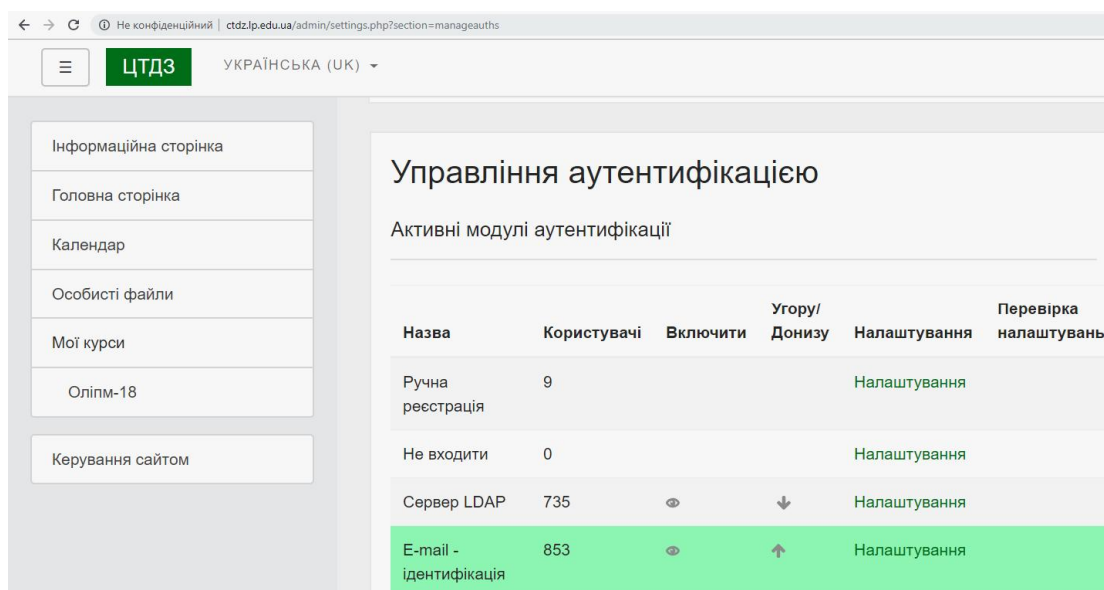 Не конфіденційний | ctdz.lp.edu.ua/admin/settings.php?section=manageauths
ЦТДЗ УКРАЇНСЬКА (UK)
Інформаційна сторінка
Головна сторінка
Календар
Особисті файли
Мої курси
Оліпм-18
Керування сайтом
Управління аутентифікацією
Активні модулі аутентифікації
Назва Користувачі Включити Угору/ Донизу Налаштування Перевірка налаштувань
Ручна реєстрація 9 Налаштування
Не входити 0 Налаштування
Сервер LDAP 735 Налаштування
E-mail - ідентифікація 853 Налаштування